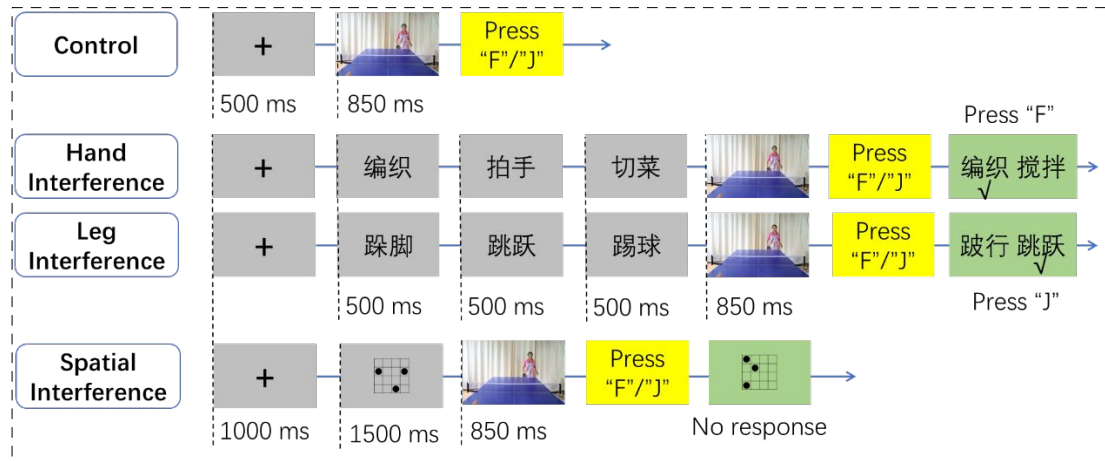 Control
+
Press
“F”/”J”
500 ms
850 ms
Press “F”
Hand
Interference
+
编织
拍手
切菜
Press
“F”/”J”
编织 搅拌
√
Leg
Interference
+
跺脚
跳跃
踢球
Press
“F”/”J”
跛行 跳跃
√
500 ms
500 ms
500 ms
850 ms
Press “J”
Spatial
Interference
+
Press
“F”/”J”
1000 ms
1500 ms
850 ms
No response